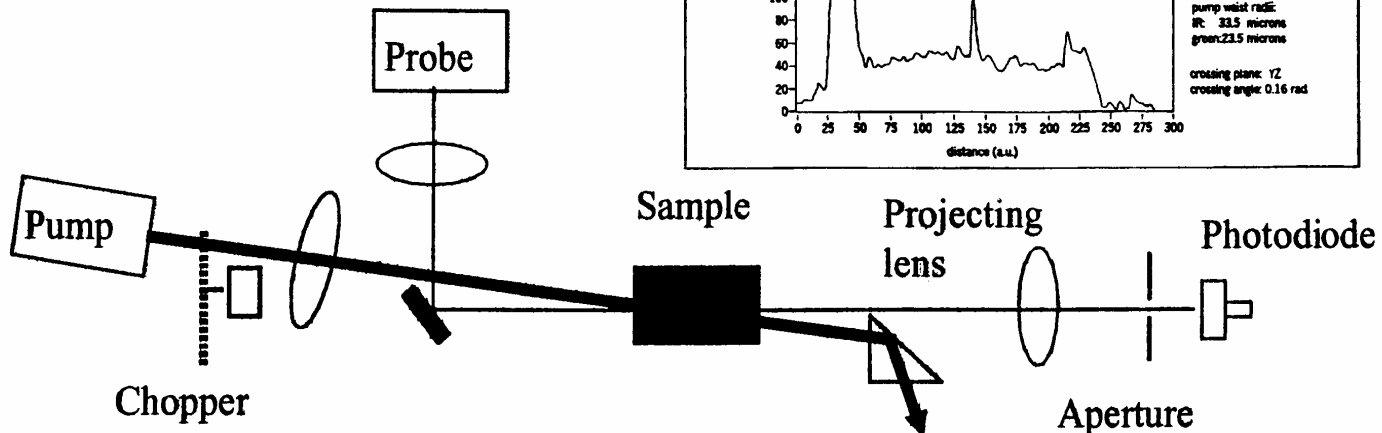 80
60
40
20
0
0 25 50 75 100 125 150 175 200 225 250 275 300
distance (a.u.)
pump waist radii:
IR: 33.5 microns
green:23.5 microns
crossing plane: YZ
crossing angle: 0.16 rad
Probe
Pump
Sample
Projecting
lens
Photodiode
Chopper
Aperture